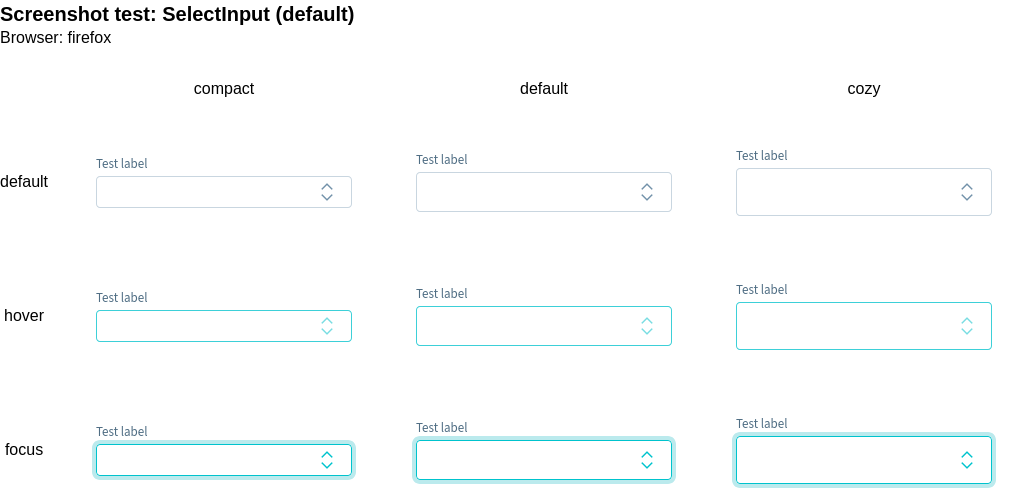 Screenshot test: SelectInput (default)
Browser: firefox
compact default cozy
Test label Test label Test label
default
Test label Test label Test label
hover
Test label Test label Test label
focus